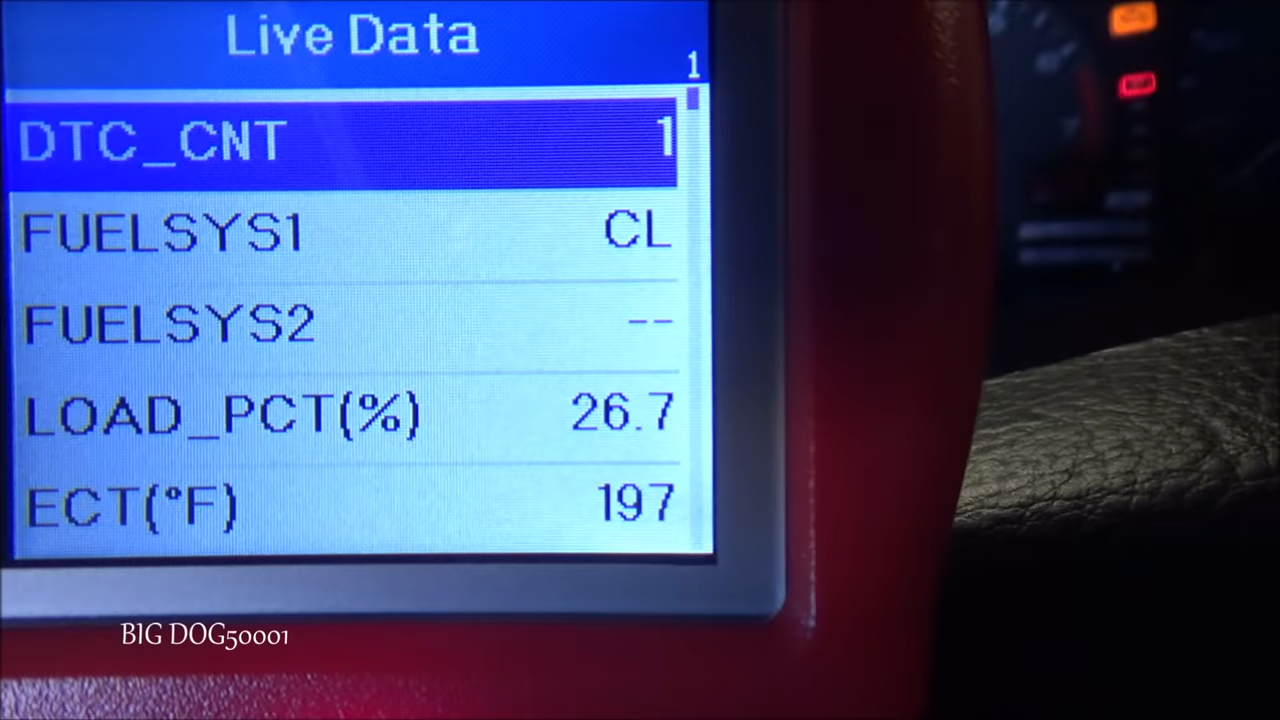 Live Data
1
DTC_CNT 1
FUELSYS1 CL
FUELSYS2 --
LOAD_PCT(%) 26.7
ECT(°F) 197
BIG DOG50001